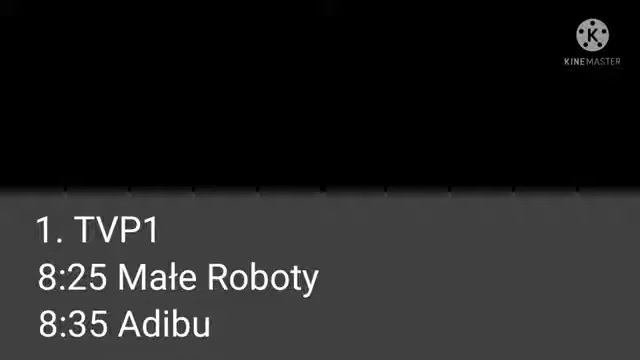 K
KINEMASTER
1. TVP1
8:25 Małe Roboty
8:35 Adibu